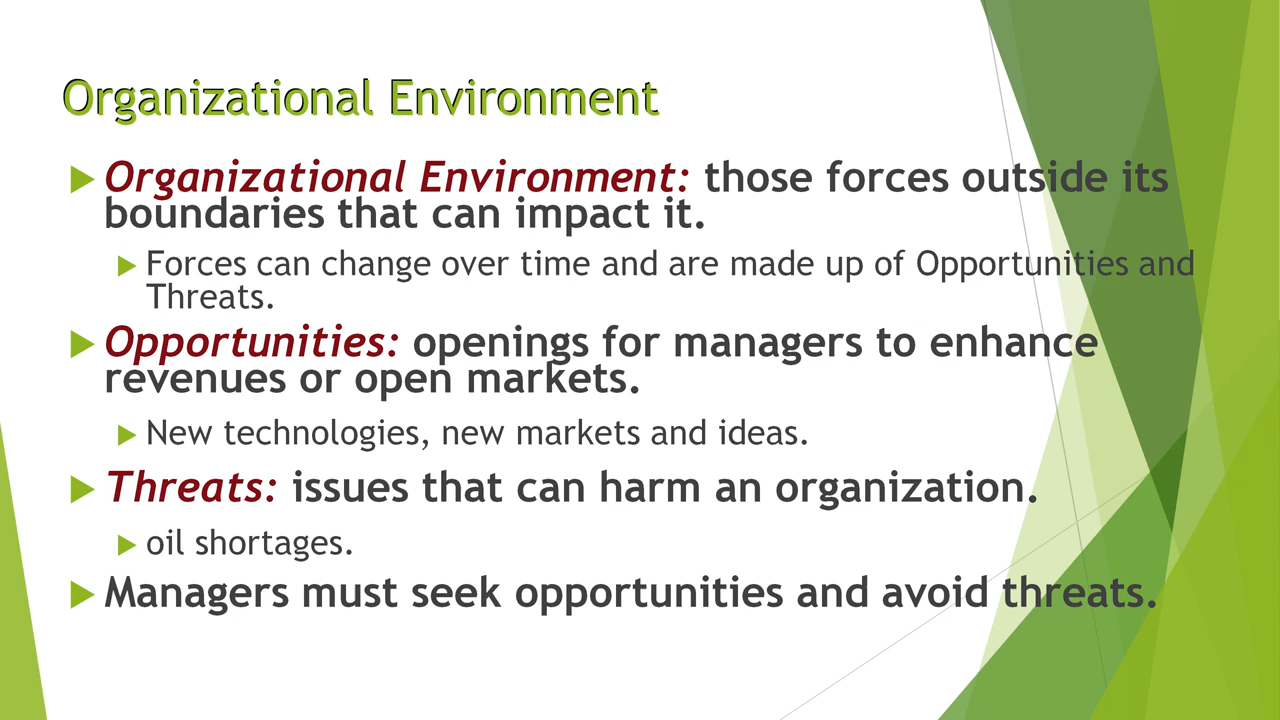 Organizational Environment
Organizational Environment: those forces outside its
boundaries that can impact it.
Forces can change over time and are made up of Opportunities and
Threats.
Opportunities: openings for managers to enhance
revenues or open markets.
New technologies, new markets and ideas.
Threats: issues that can harm an organization.
oil shortages.
Managers must seek opportunities and avoid threats.